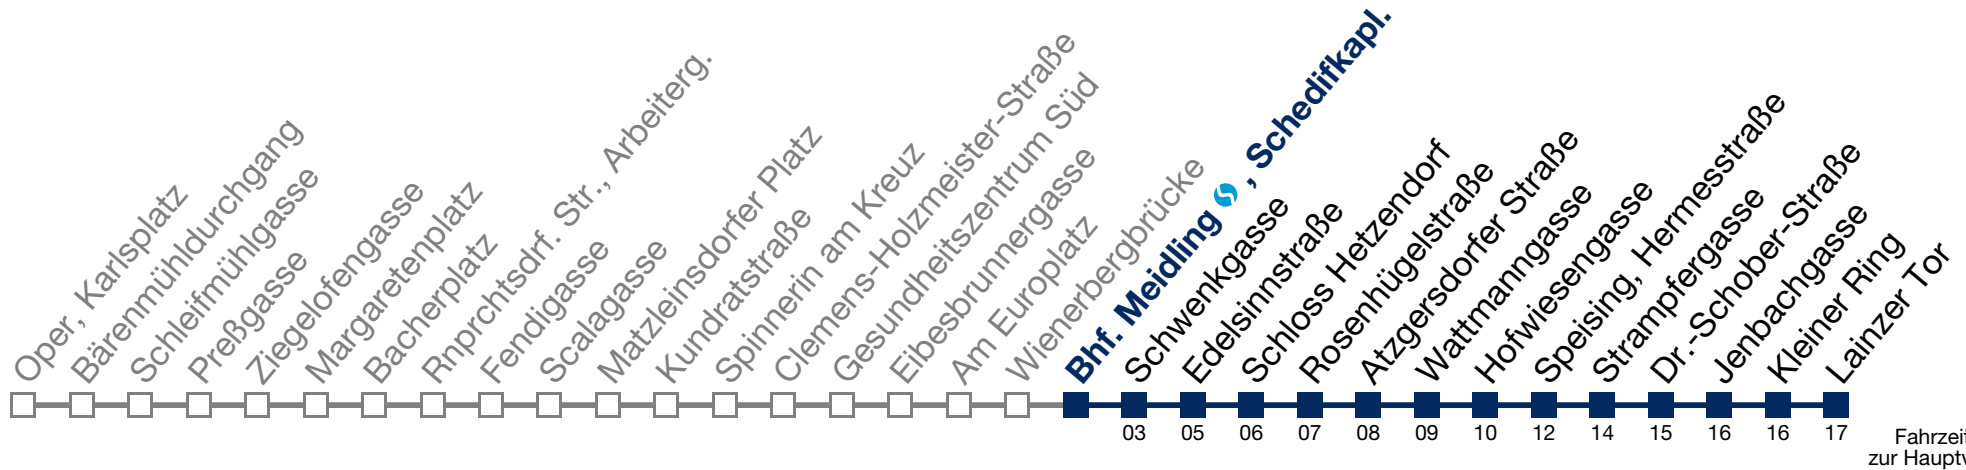 Oper, Karlsplatz
Bärenmühldurchgang
Schleifmühlgasse
Preßgasse
Ziegelofengasse
Margaretenplatz
Bacherplatz
Rnprchtsdrf. Str., Arbeiterg.
Fendigasse
Scalagasse
Matzleinsdorfer Platz
Kundratstraße
Spinnerin am Kreuz
Clemens-Holzmeister-Straße
Gesundheitszentrum Süd
Eibesbrunnergasse
Am Europlatz
Wienerbergbrücke
Bhf. Meidling , Schedifkapl.
Schwenkgasse
Edelsinnstraße
Schloss Hetzendorf
Rosenhügelstraße
Atzgersdorfer Straße
Wattmanngasse
Hofwiesengasse
Speising, Hermesstraße
Strampfergasse
Dr.-Schober-Straße
Jenbachgasse
Kleiner Ring
Lainzer Tor
03 05 06 07 08 09 10 12 14 15 16 16 17
Fahrzeit
zur Hauptv